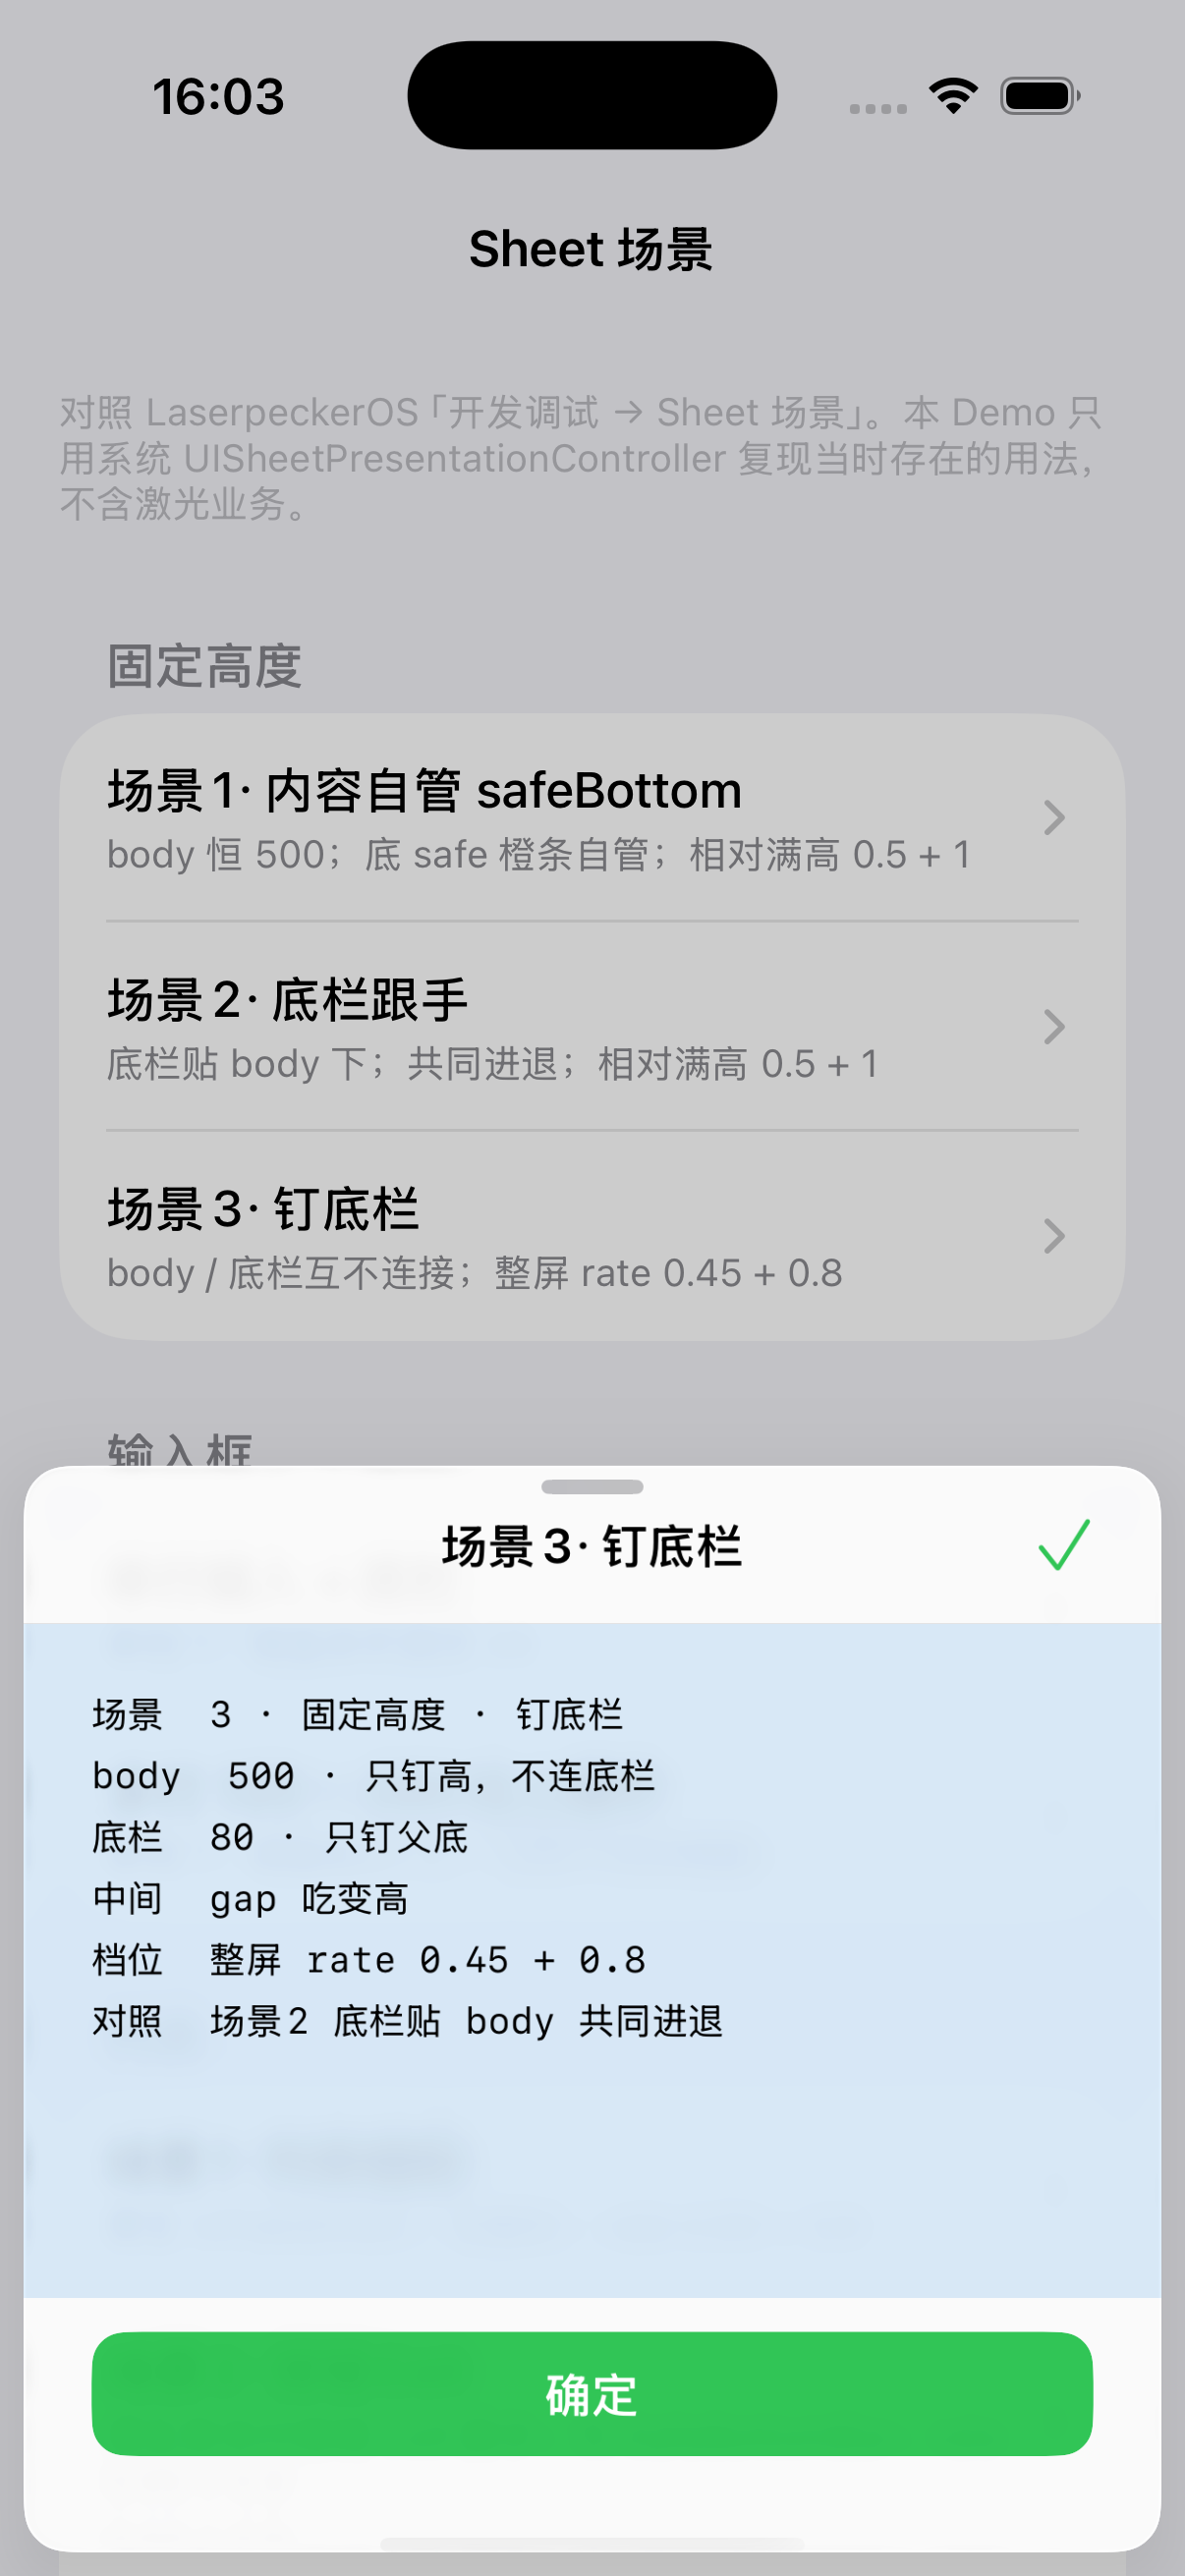 16:03
Sheet 场景
对照 LaserpeckerOS「开发调试 → Sheet 场景」。本 Demo 只
用系统 UISheetPresentationController 复现当时存在的用法，
不含激光业务。
固定高度
场景 1 · 内容自管 safeBottom
body 恒 500；底 safe 橙条自管；相对满高 0.5 + 1
场景 2 · 底栏跟手
底栏贴 body 下；共同进退；相对满高 0.5 + 1
场景 3 · 钉底栏
body / 底栏互不连接；整屏 rate 0.45 + 0.8
输入框
场景 3 · 钉底栏
场景 3 · 固定高度 · 钉底栏
body 500 · 只钉高，不连底栏
底栏 80 · 只钉父底
中间 gap 吃变高
档位 整屏 rate 0.45 + 0.8
对照 场景2 底栏贴 body 共同进退
确定